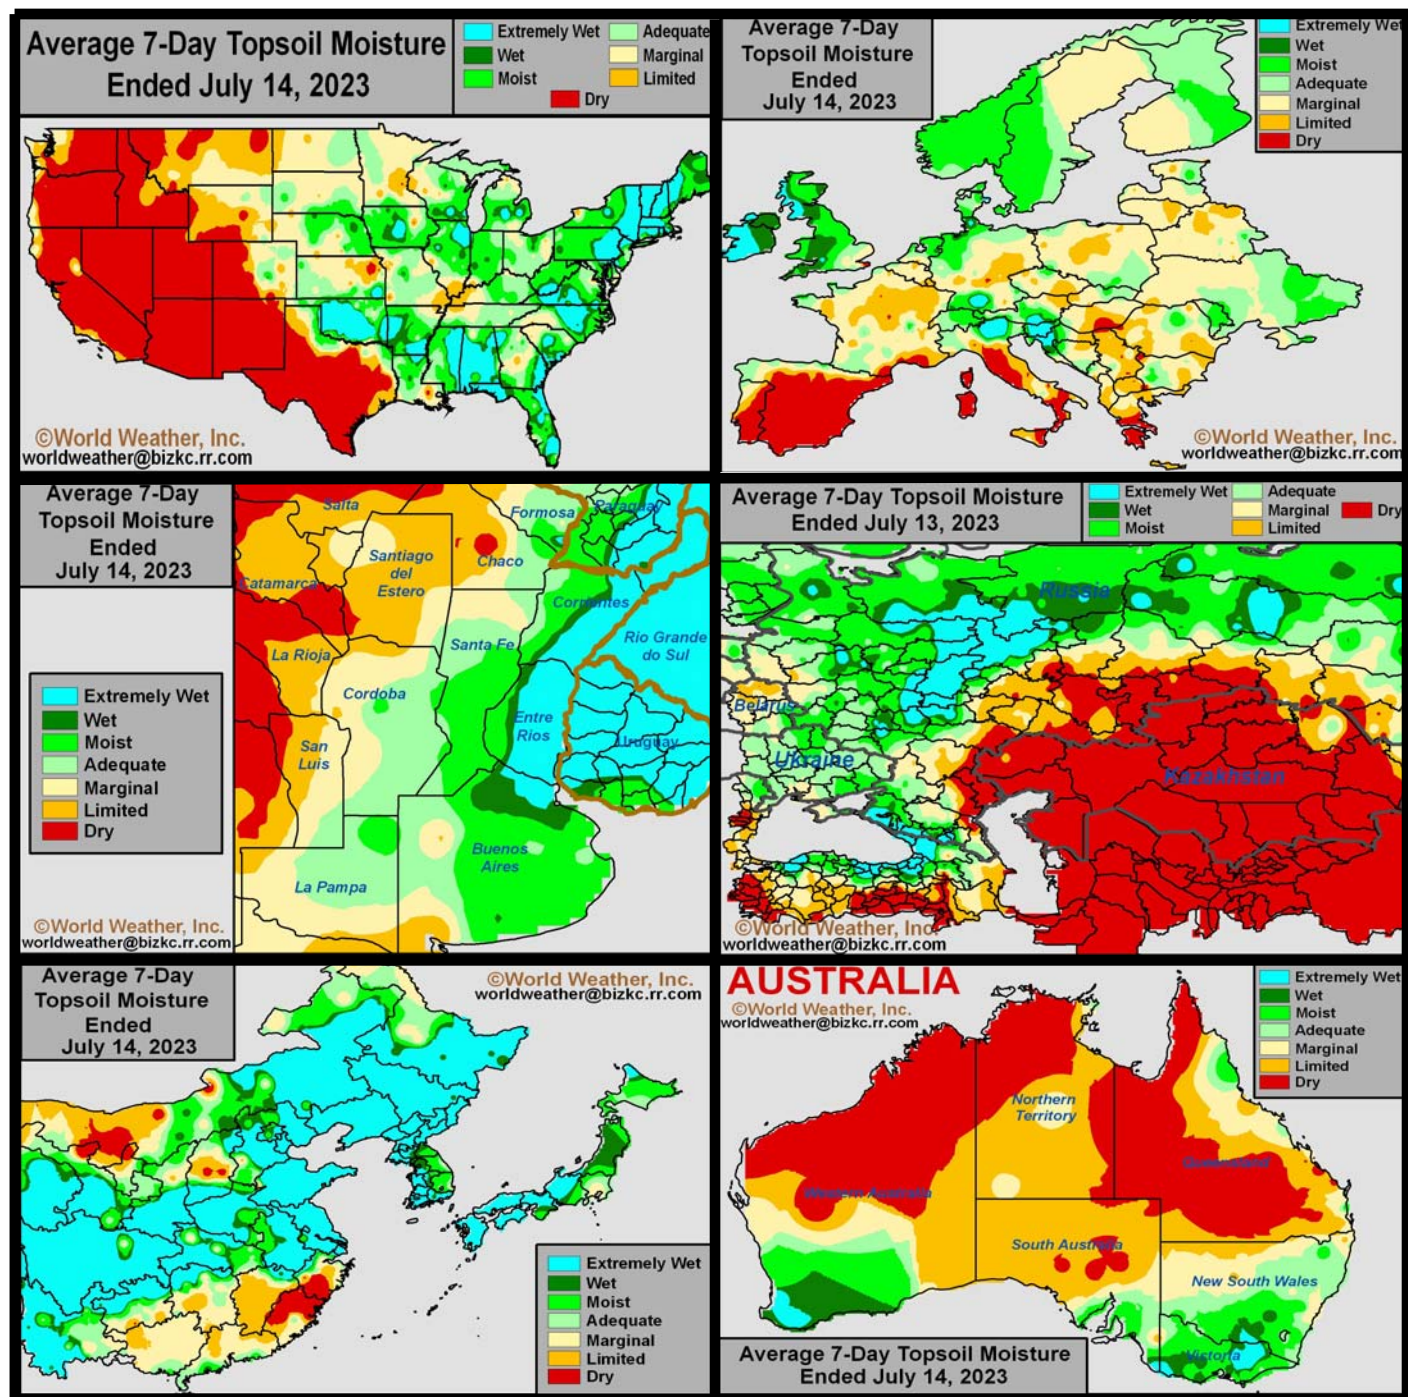 Average 7-Day Topsoil Moisture
Ended July 14, 2023
Extremely Wet
Wet
Moist
Adequate
Marginal
Limited
Dry
©World Weather, Inc.
worldweather@bizkc.rr.com
Average 7-Day
Topsoil Moisture
Ended
July 14, 2023
Extremely Wet
Wet
Moist
Adequate
Marginal
Limited
Dry
©World Weather, Inc.
worldweather@bizkc.rr.com
Average 7-Day
Topsoil Moisture
Ended
July 14, 2023
Extremely Wet
Wet
Moist
Adequate
Marginal
Limited
Dry
Salta
Formosa
Paraguay
Santiago
del
Estero
Chaco
Catamarca
Corrientes
La Rioja
Santa Fe
Rio Grande
do Sul
Cordoba
Entre
Rios
San
Luis
Uruguay
Buenos
Aires
La Pampa
©World Weather, Inc.
worldweather@bizkc.rr.com
Average 7-Day Topsoil Moisture
Ended July 13, 2023
Extremely Wet
Wet
Moist
Adequate
Marginal
Limited
Dry
Russia
Belarus
Ukraine
Kazakhstan
©World Weather, Inc.
worldweather@bizkc.rr.com
Average 7-Day
Topsoil Moisture
Ended
July 14, 2023
©World Weather, Inc.
worldweather@bizkc.rr.com
Extremely Wet
Wet
Moist
Adequate
Marginal
Limited
Dry
AUSTRALIA
©World Weather, Inc.
worldweather@bizkc.rr.com
Extremely Wet
Wet
Moist
Adequate
Marginal
Limited
Dry
Northern
Territory
Queensland
Western Australia
South Australia
New South Wales
Victoria
Average 7-Day Topsoil Moisture
Ended July 14, 2023